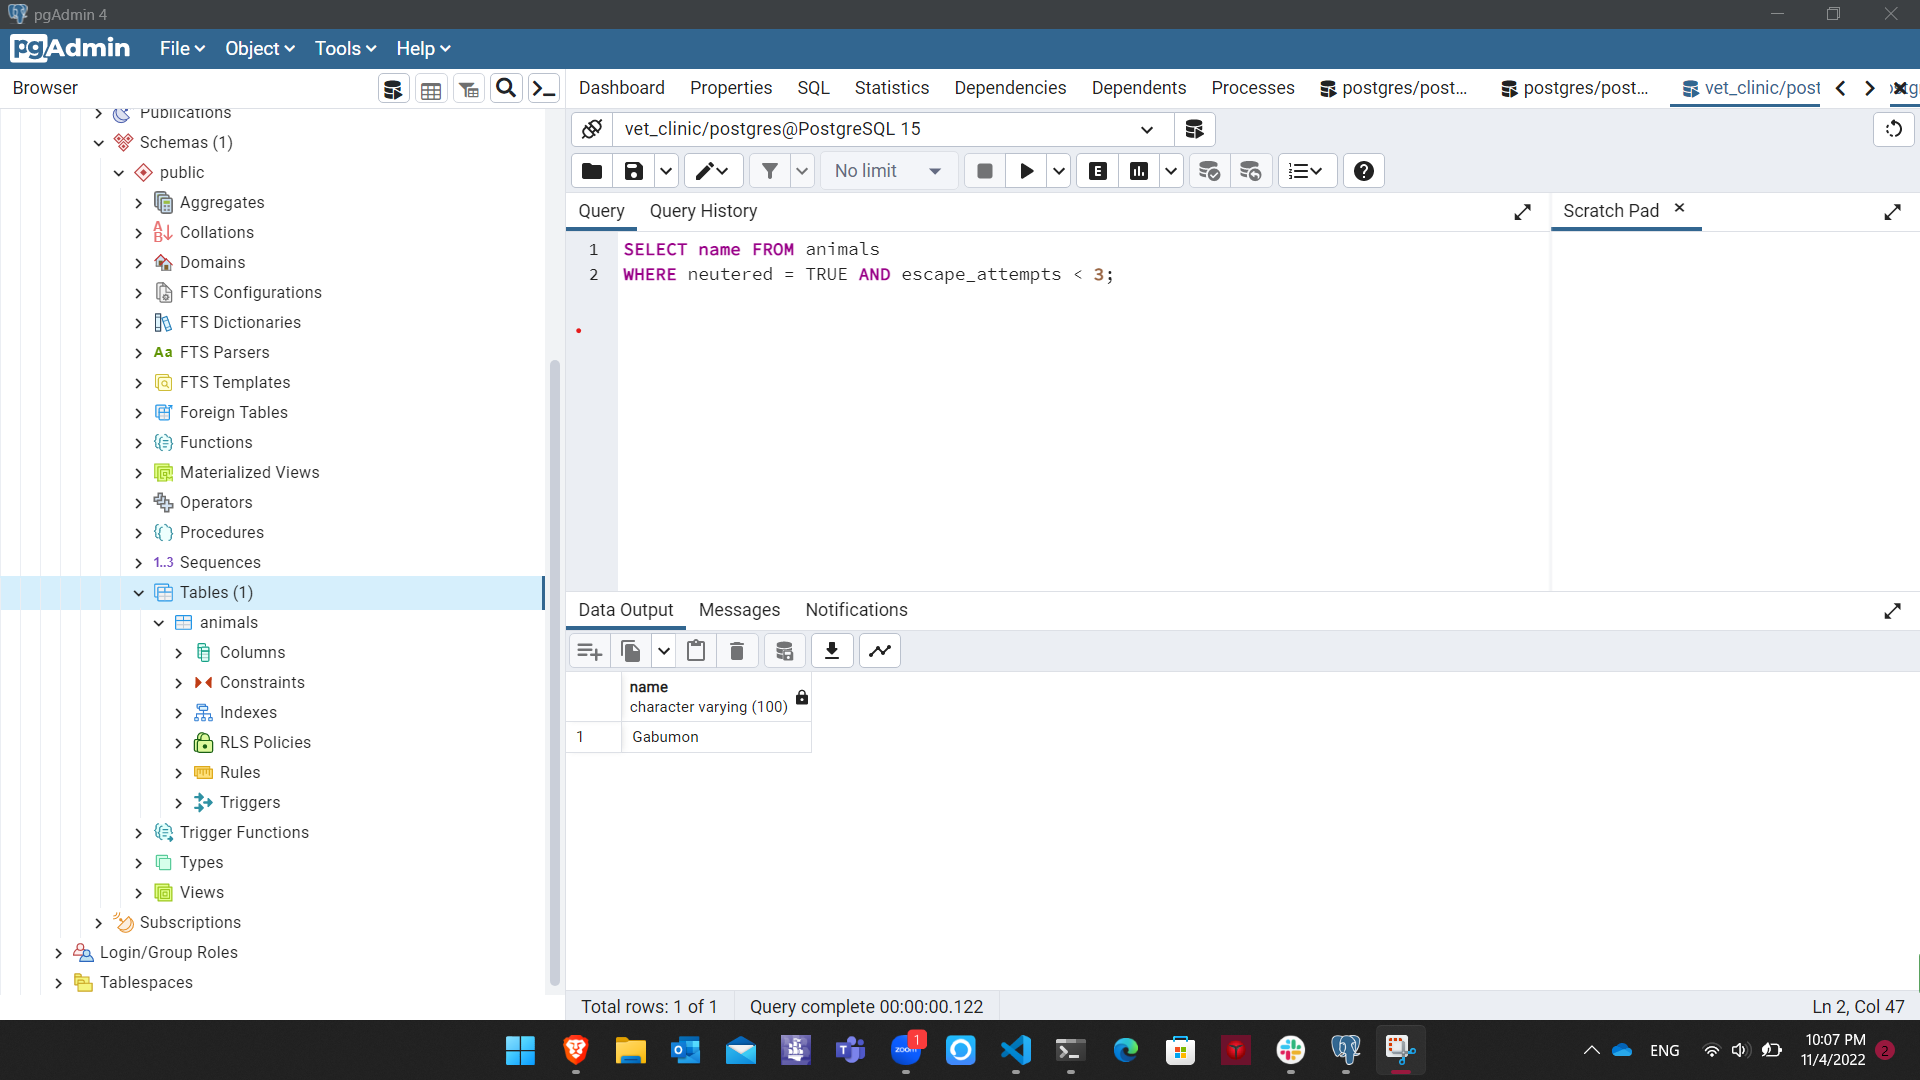 pgAdmin 4
pgAdmin
File
Object
Tools
Help
Browser
Dashboard
Properties
SQL
Statistics
Dependencies
Dependents
Processes
postgres/post...
postgres/post...
vet_clinic/post
vet_clinic/postgres@PostgreSQL 15
No limit
E
Query
Query History
Scratch Pad
1 SELECT name FROM animals
2 WHERE neutered = TRUE AND escape_attempts < 3;
Publications
Schemas (1)
public
Aggregates
Collations
Domains
FTS Configurations
FTS Dictionaries
Aa FTS Parsers
FTS Templates
Foreign Tables
Functions
Materialized Views
Operators
Procedures
1..3 Sequences
Tables (1)
animals
Columns
Constraints
Indexes
RLS Policies
Rules
Triggers
Trigger Functions
Types
Views
Subscriptions
Login/Group Roles
Tablespaces
Data Output
Messages
Notifications
name
character varying (100)
1 Gabumon
Total rows: 1 of 1
Query complete 00:00:00.122
Ln 2, Col 47
zoom
1
ENG
10:07 PM
11/4/2022
2